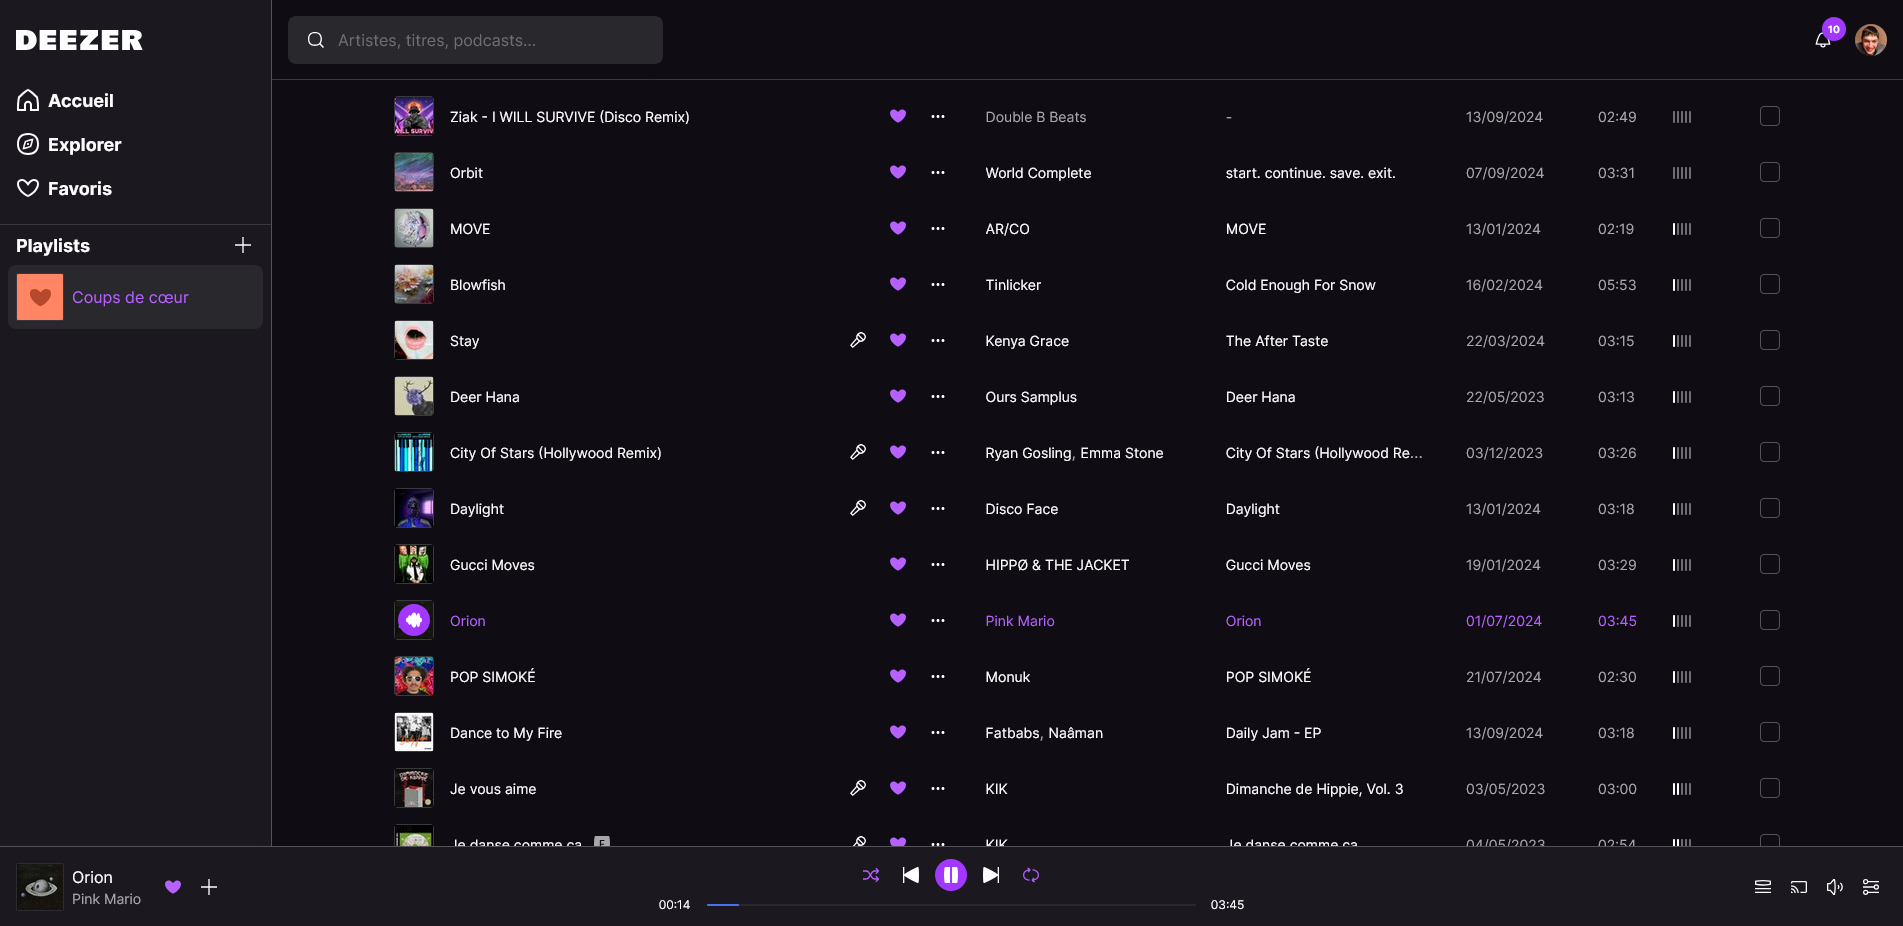 DEEZER
Accueil
Explorer
Favoris
Playlists
Coups de cœur
Artistes, titres, podcasts...
10
Ziak - I WILL SURVIVE (Disco Remix) Double B Beats - 13/09/2024 02:49
Orbit World Complete start. continue. save. exit. 07/09/2024 03:31
MOVE AR/CO MOVE 13/01/2024 02:19
Blowfish Tinlicker Cold Enough For Snow 16/02/2024 05:53
Stay Kenya Grace The After Taste 22/03/2024 03:15
Deer Hana Ours Samplus Deer Hana 22/05/2023 03:13
City Of Stars (Hollywood Remix) Ryan Gosling, Emma Stone City Of Stars (Hollywood Re... 03/12/2023 03:26
Daylight Disco Face Daylight 13/01/2024 03:18
Gucci Moves HIPPØ & THE JACKET Gucci Moves 19/01/2024 03:29
Orion Pink Mario Orion 01/07/2024 03:45
POP SIMOKÉ Monuk POP SIMOKÉ 21/07/2024 02:30
Dance to My Fire Fatbabs, Naâman Daily Jam - EP 13/09/2024 03:18
Je vous aime KIK Dimanche de Hippie, Vol. 3 03/05/2023 03:00
Je danse comme ça E KIK Je danse comme ça 04/05/2023 02:54
Orion
Pink Mario
00:14 03:45